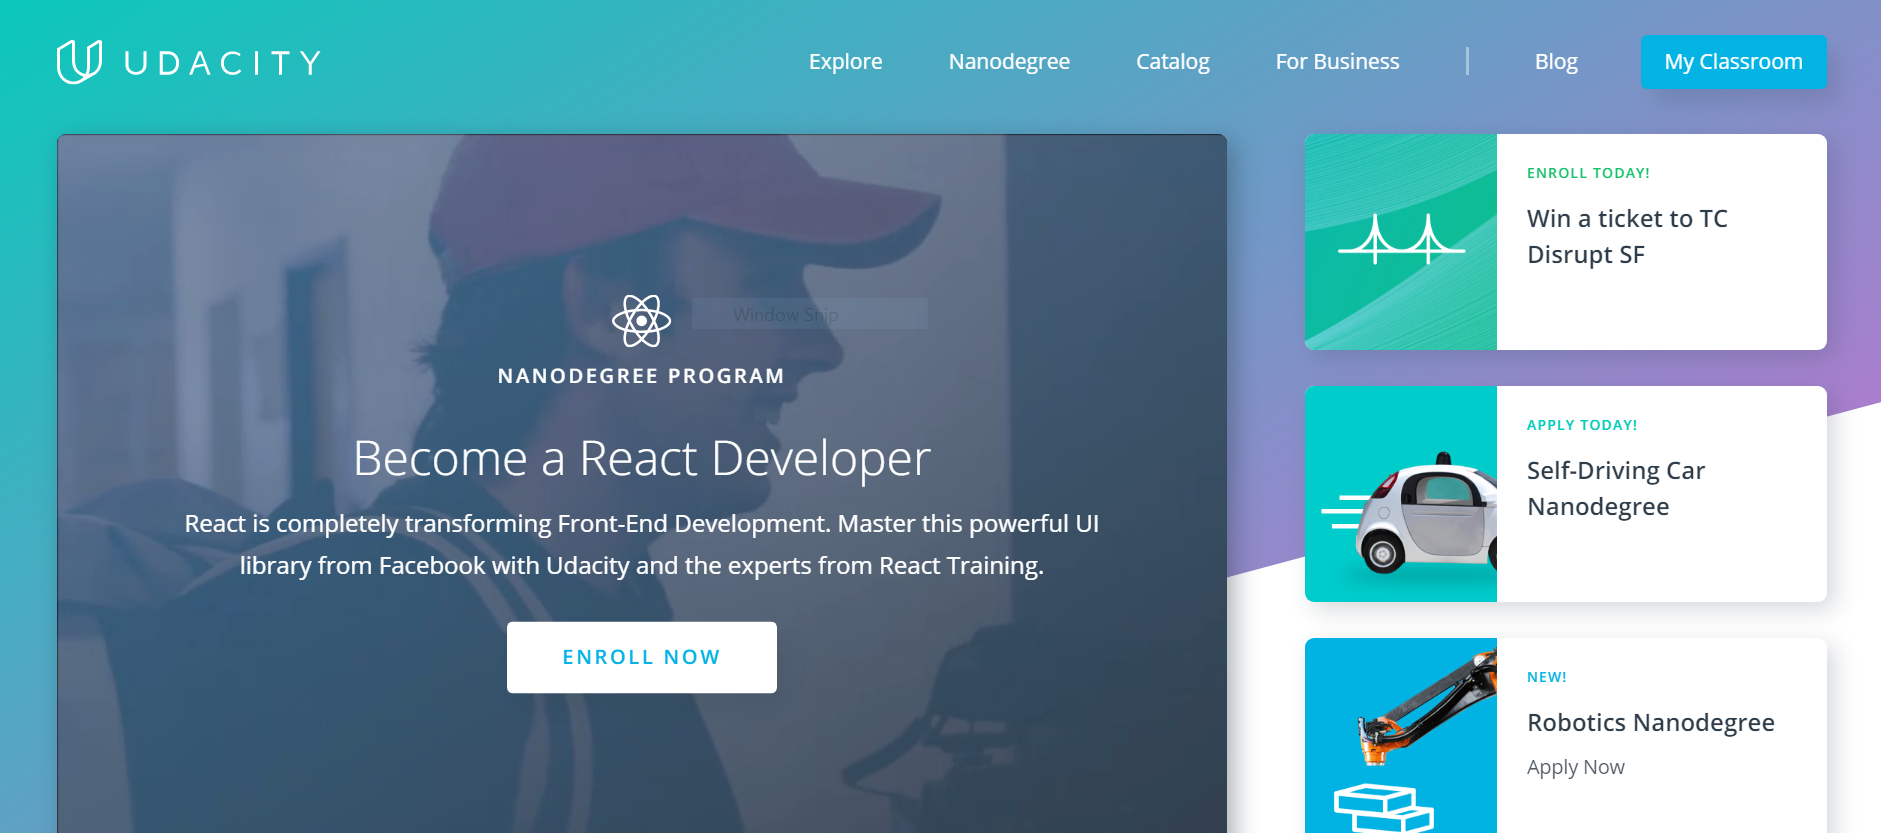 UDACITY
Explore
Nanodegree
Catalog
For Business
Blog
My Classroom
Window Snip
NANODEGREE PROGRAM
Become a React Developer
React is completely transforming Front-End Development. Master this powerful UI
library from Facebook with Udacity and the experts from React Training.
ENROLL NOW
ENROLL TODAY!
Win a ticket to TC
Disrupt SF
APPLY TODAY!
Self-Driving Car
Nanodegree
NEW!
Robotics Nanodegree
Apply Now